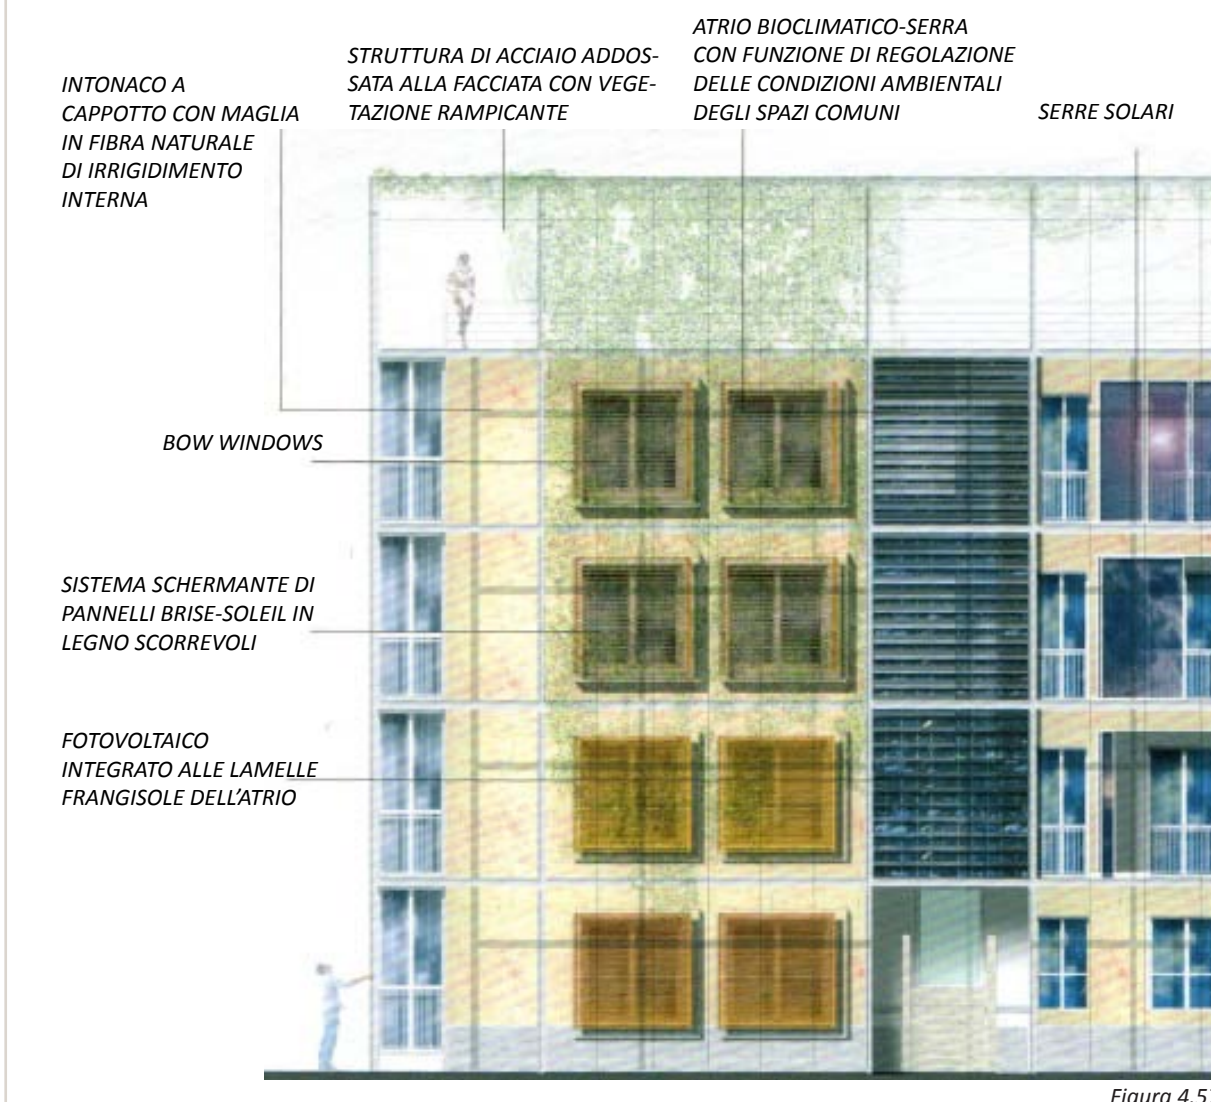 INTONACO A
CAPPOTTO CON MAGLIA
IN FIBRA NATURALE
DI IRRIGIDIMENTO
INTERNA
STRUTTURA DI ACCIAIO ADDOS-
SATA ALLA FACCIATA CON VEGE-
TAZIONE RAMPICANTE
ATRIO BIOCLIMATICO-SERRA
CON FUNZIONE DI REGOLAZIONE
DELLE CONDIZIONI AMBIENTALI
DEGLI SPAZI COMUNI
SERRE SOLARI
BOW WINDOWS
SISTEMA SCHERMANTE DI
PANNELLI BRISE-SOLEIL IN
LEGNO SCORREVOLI
FOTOVOLTAICO
INTEGRATO ALLE LAMELLE
FRANGISOLE DELL'ATRIO
Figura